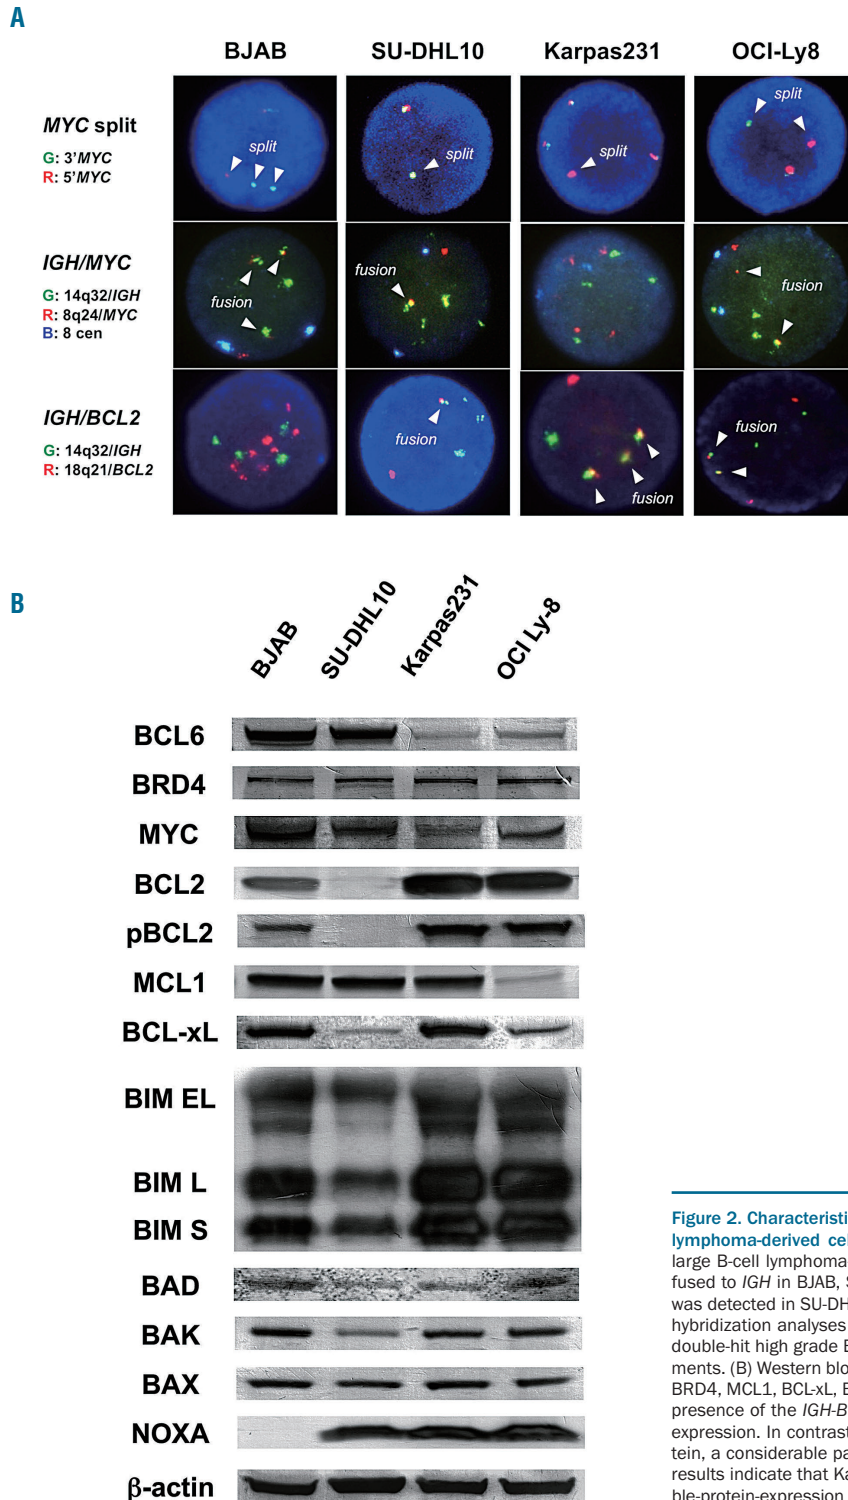 A
BJAB SU-DHL10 Karpas231 OCI-Ly8
MYC split
G: 3'MYC
R: 5'MYC
split
split
split
split
IGH/MYC
G: 14q32/IGH
R: 8q24/MYC
B: 8 cen
fusion
fusion
fusion
IGH/BCL2
G: 14q32/IGH
R: 18q21/BCL2
fusion
fusion
fusion
B
BJAB
SU-DHL10
Karpas231
OCI Ly-8
BCL6
BRD4
MYC
BCL2
pBCL2
MCL1
BCL-xL
BIM EL
BIM L
BIM S
BAD
BAK
BAX
NOXA
β-actin
Figure 2. Characteristi
lymphoma-derived cel
large B-cell lymphoma
fused to IGH in BJAB, S
was detected in SU-DH
hybridization analyses
double-hit high grade B
ments. (B) Western blo
BRD4, MCL1, BCL-xL, B
presence of the IGH-B
expression. In contrast
tein, a considerable pa
results indicate that Ka
ble-protein-expression